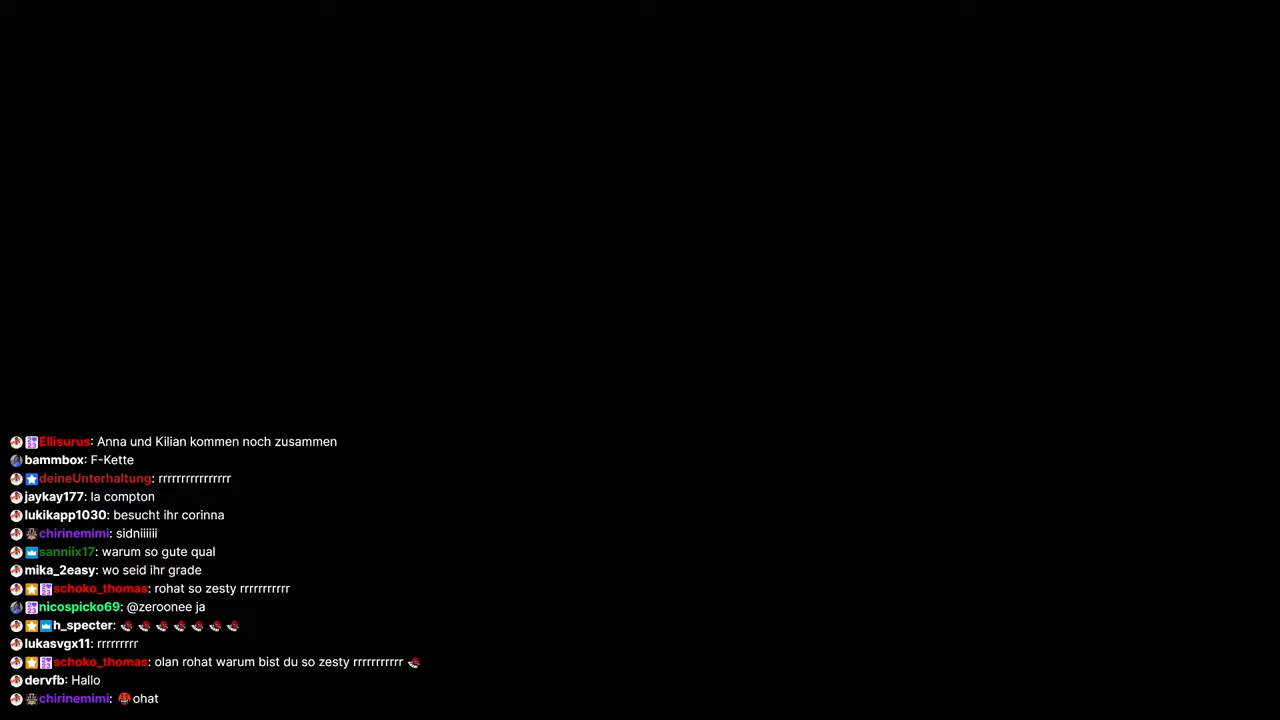 Ellisurus: Anna und Kilian kommen noch zusammen
bammbox: F-Kette
deineUnterhaltung: rrrrrrrrrrrrrrrr
jaykay177: la compton
lukikapp1030: besucht ihr corinna
chirinemimi: sidniiiiii
sanniix17: warum so gute qual
mika_2easy: wo seid ihr grade
schoko_thomas: rohat so zesty rrrrrrrrrrr
nicospicko69: @zeroonee ja
h_specter:
lukasvgx11: rrrrrrrrr
schoko_thomas: olan rohat warum bist du so zesty rrrrrrrrrrr
dervfb: Hallo
chirinemimi: ohat